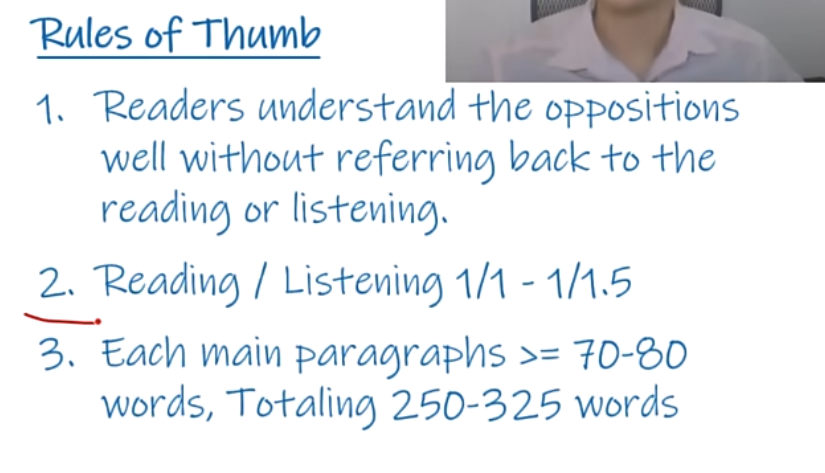 Rules of Thumb
1. Readers understand the oppositions
well without referring back to the
reading or listening.
2. Reading / Listening 1/1 - 1/1.5
3. Each main paragraphs >= 70-80
words, Totaling 250-325 words